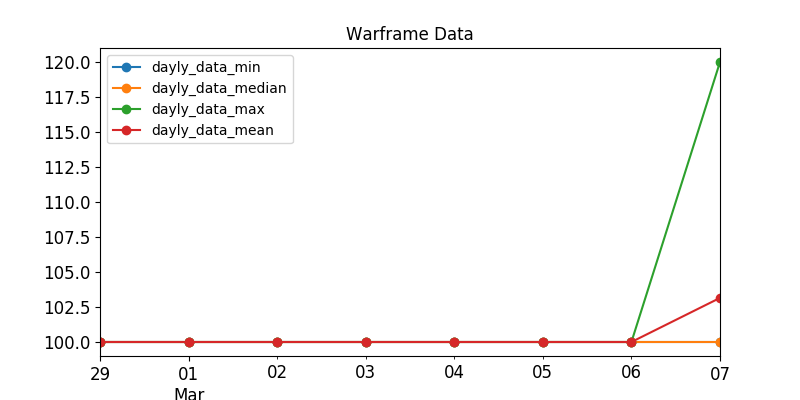 Warframe Data
dayly_data_min
dayly_data_median
dayly_data_max
dayly_data_mean
120.0
117.5
115.0
112.5
110.0
107.5
105.0
102.5
100.0
29 01 02 03 04 05 06 07
Mar